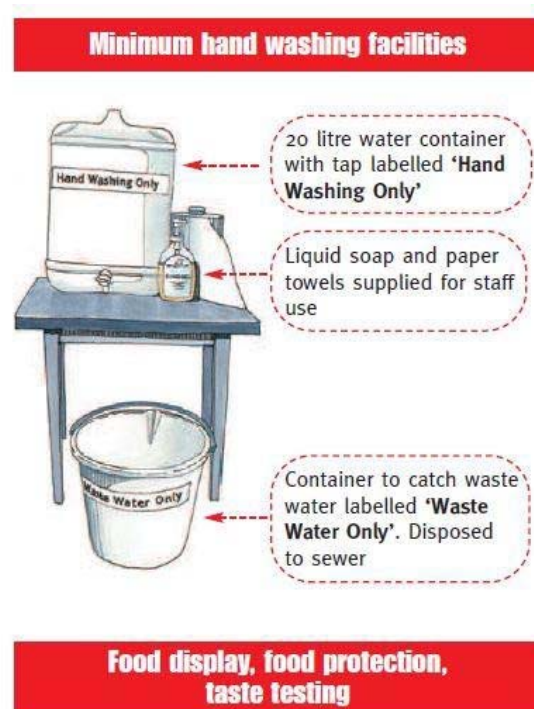 Minimum hand washing facilities
Hand Washing Only
20 litre water container
with tap labelled ‘Hand
Washing Only’
Liquid soap and paper
towels supplied for staff
use
Waste Water Only
Container to catch waste
water labelled ‘Waste
Water Only’. Disposed
to sewer
Food display, food protection,
taste testing